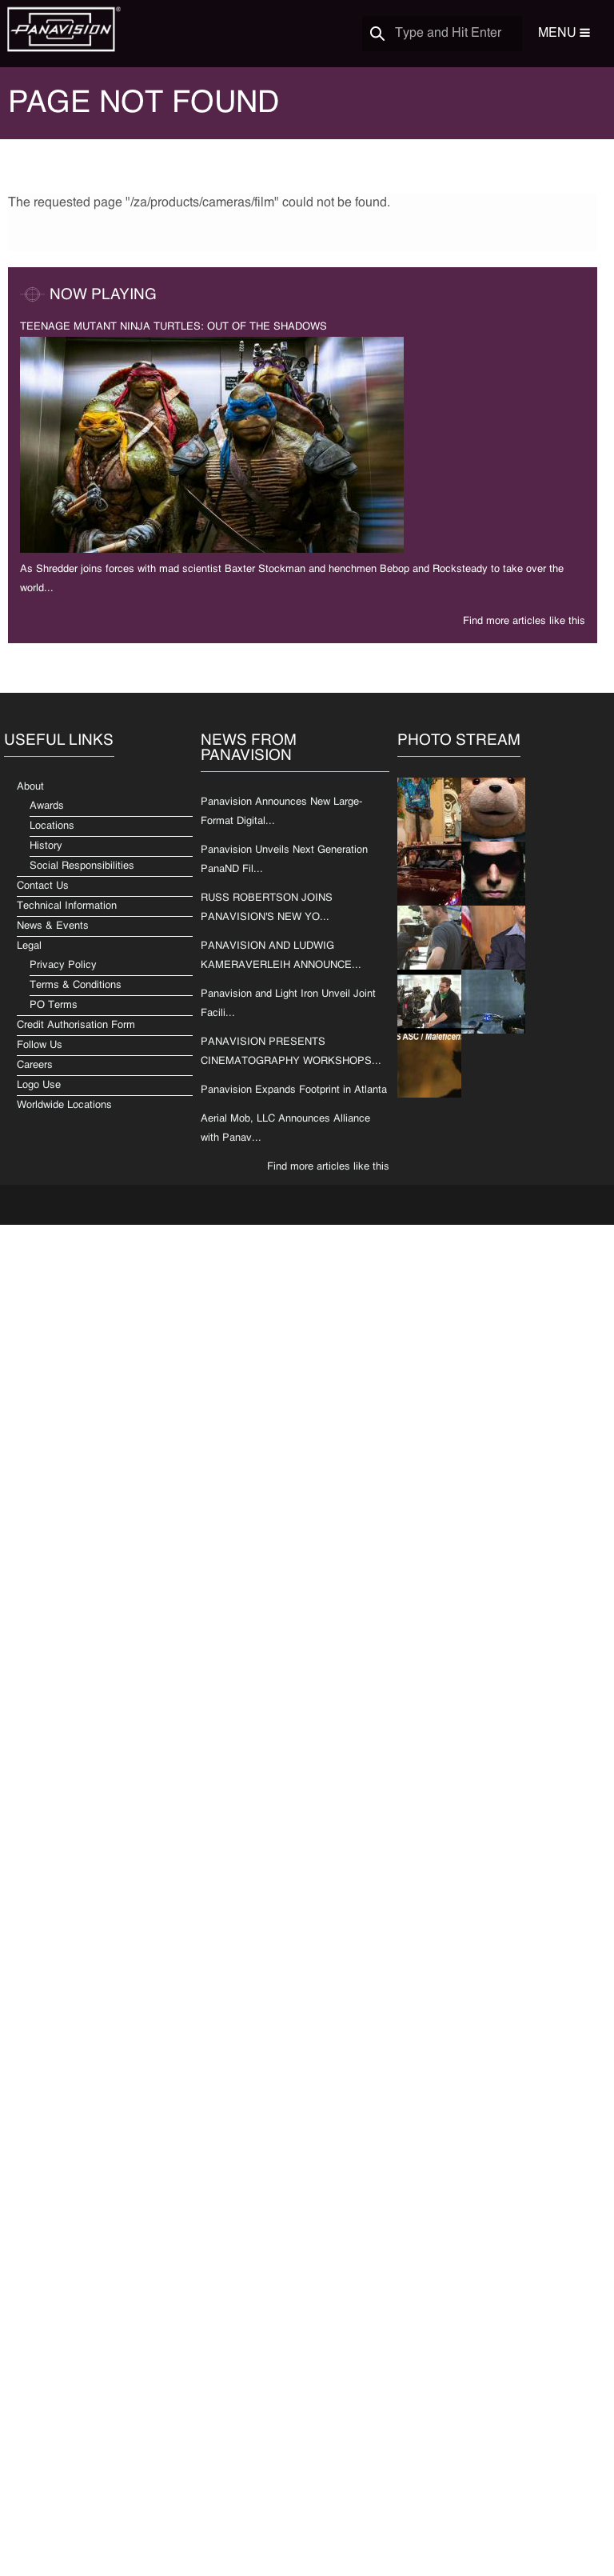 PANAVISION ®
Type and Hit Enter
MENU
PAGE NOT FOUND
The requested page "/za/products/cameras/film" could not be found.
NOW PLAYING
TEENAGE MUTANT NINJA TURTLES: OUT OF THE SHADOWS
As Shredder joins forces with mad scientist Baxter Stockman and henchmen Bebop and Rocksteady to take over the
world...
Find more articles like this
USEFUL LINKS
About
Awards
Locations
History
Social Responsibilities
Contact Us
Technical Information
News & Events
Legal
Privacy Policy
Terms & Conditions
PO Terms
Credit Authorisation Form
Follow Us
Careers
Logo Use
Worldwide Locations
NEWS FROM
PANAVISION
Panavision Announces New Large-
Format Digital...
Panavision Unveils Next Generation
PanaND Fil...
RUSS ROBERTSON JOINS
PANAVISION'S NEW YO...
PANAVISION AND LUDWIG
KAMERAVERLEIH ANNOUNCE...
Panavision and Light Iron Unveil Joint
Facili...
PANAVISION PRESENTS
CINEMATOGRAPHY WORKSHOPS...
Panavision Expands Footprint in Atlanta
Aerial Mob, LLC Announces Alliance
with Panav...
Find more articles like this
PHOTO STREAM
S ASC / Maleficen